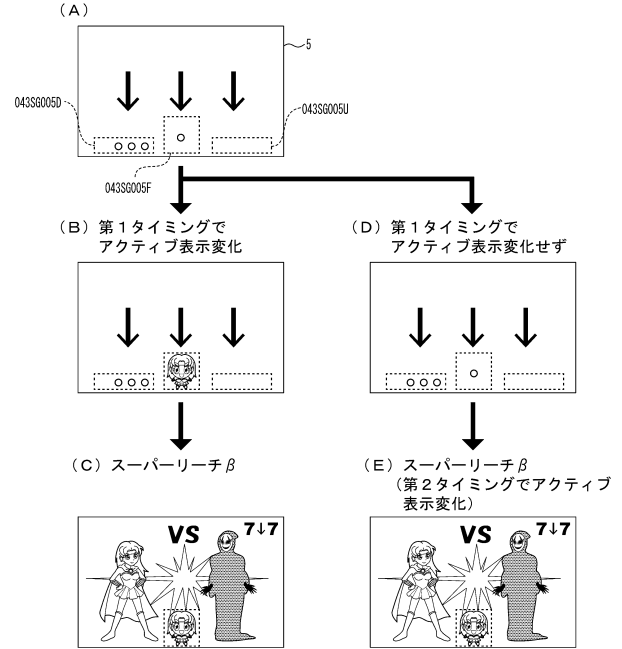 (A)
5
043SG005D
043SG005U
043SG005F
(B) 第1タイミングで
アクティブ表示変化
(D) 第1タイミングで
アクティブ表示変化せず
(C) スーパーリーチβ
(E) スーパーリーチβ
(第2タイミングでアクティブ
表示変化)
VS 7↓7
VS 7↓7